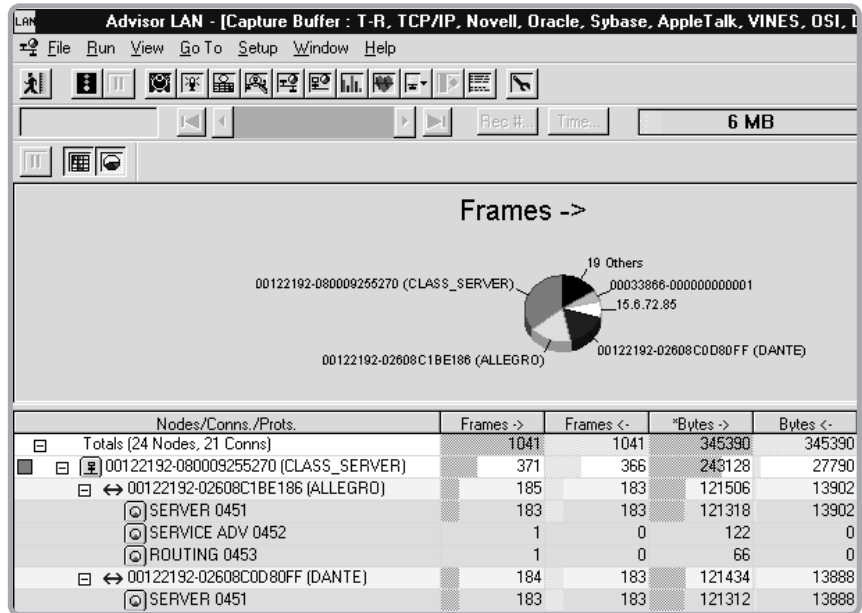 LAN Advisor LAN - [Capture Buffer : T-R, TCP/IP, Novell, Oracle, Sybase, AppleTalk, VINES, OSI,
File Run View Go To Setup Window Help
Rec #... Time... 6 MB
Frames ->
19 Others
00122192-080009255270 (CLASS_SERVER)
00033866-000000000001
15.6.72.85
00122192-02608C0D80FF (DANTE)
00122192-02608C1BE186 (ALLEGRO)
Nodes/Conns./Prots. Frames -> Frames <- *Bytes -> Bytes <-
Totals (24 Nodes, 21 Conns) 1041 1041 345390 345390
00122192-080009255270 (CLASS_SERVER) 371 366 243128 27790
00122192-02608C1BE186 (ALLEGRO) 185 183 121506 13902
SERVER 0451 183 183 121318 13902
SERVICE ADV 0452 1 0 122 0
ROUTING 0453 1 0 66 0
00122192-02608C0D80FF (DANTE) 184 183 121434 13888
SERVER 0451 183 183 121312 13888